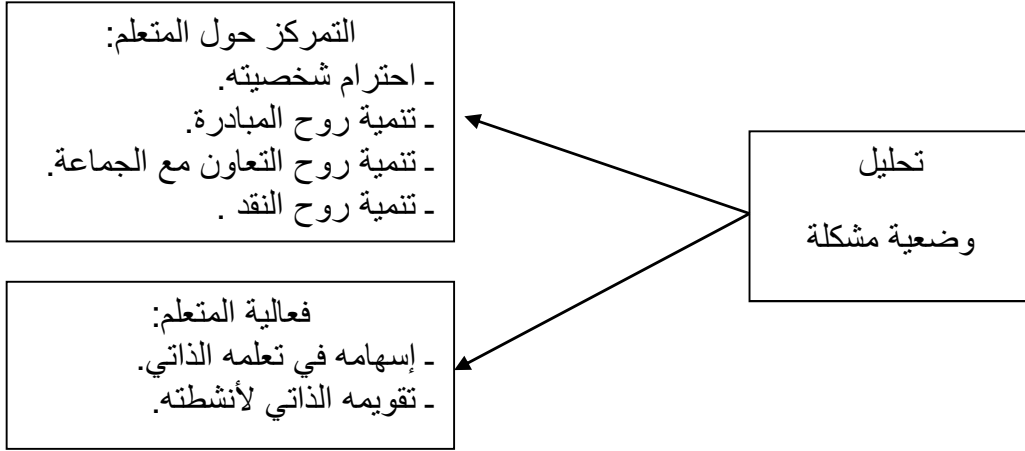 التمركز حول المتعلم:
ـ احترام شخصيته.
ـ تنمية روح المبادرة.
ـ تنمية روح التعاون مع الجماعة.
ـ تنمية روح النقد .
تحليل
وضعية مشكلة
فعالية المتعلم:
ـ إسهامه في تعلمه الذاتي.
ـ تقويمه الذاتي لأنشطته.